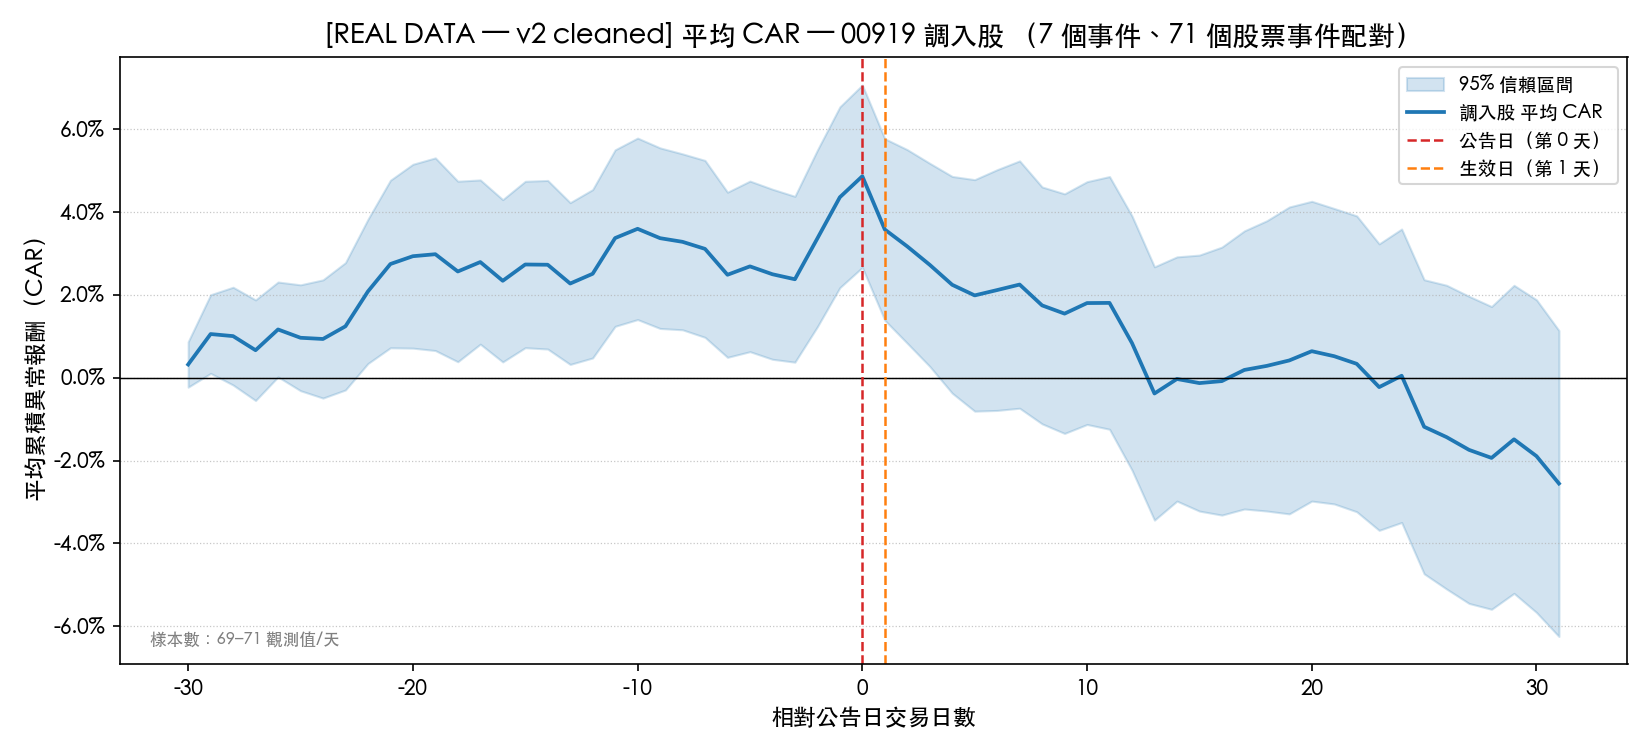 [REAL DATA — v2 cleaned] 平均 CAR — 00919 調入股 （7 個事件、71 個股票事件配對）
95% 信賴區間
調入股 平均 CAR
公告日（第 0 天）
生效日（第 1 天）
平均累積異常報酬（CAR）
6.0%
4.0%
2.0%
0.0%
-2.0%
-4.0%
-6.0%
樣本數：69–71 觀測值/天
-30
-20
-10
0
10
20
30
相對公告日交易日數